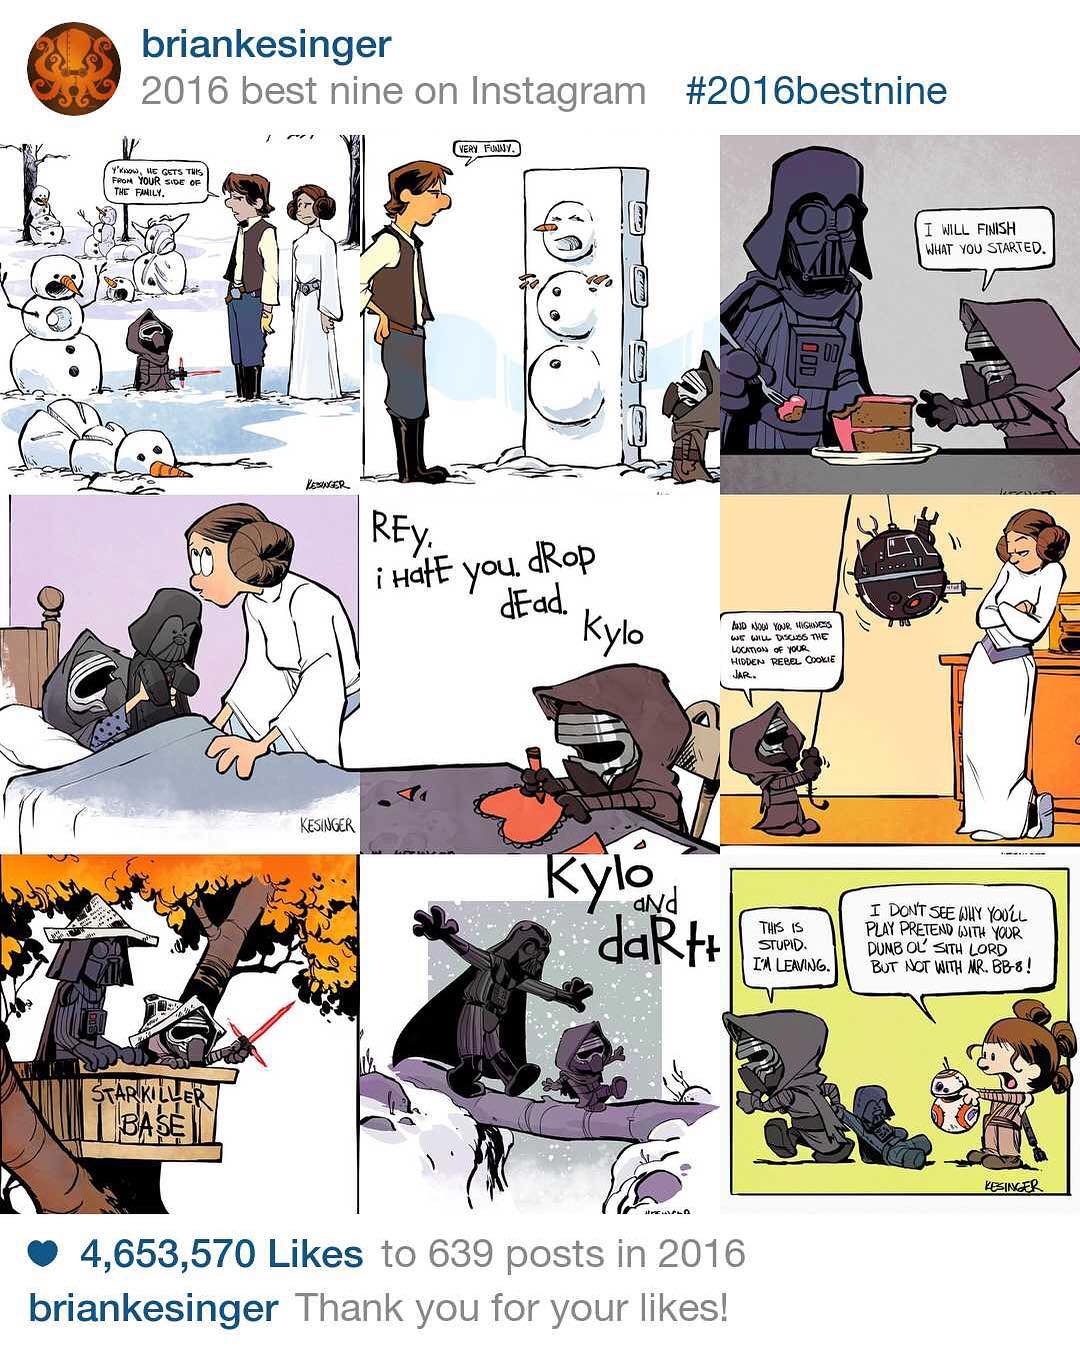 briankesinger
2016 best nine on Instagram #2016bestnine
Y'KNOW, HE GETS THIS
FROM YOUR SIDE OF
THE FAMILY.
KESINGER
VERY FUNNY.
I WILL FINISH
WHAT YOU STARTED.
KESINGER
REy,
i HatE you. dRop
dEad.
Kylo
AND NOW YOUR HIGHNESS
WE WILL DISCUSS THE
LOCATION OF YOUR
HIDDEN REBEL COOKIE
JAR.
STARKILLER
BASE
Kylo
aNd
daRtH
THIS IS
STUPID.
I'M LEAVING.
I DON'T SEE WHY YOU'LL
PLAY PRETEND WITH YOUR
DUMB OL' SITH LORD
BUT NOT WITH MR. BB-8!
KESINGER
4,653,570 Likes to 639 posts in 2016
briankesinger Thank you for your likes!